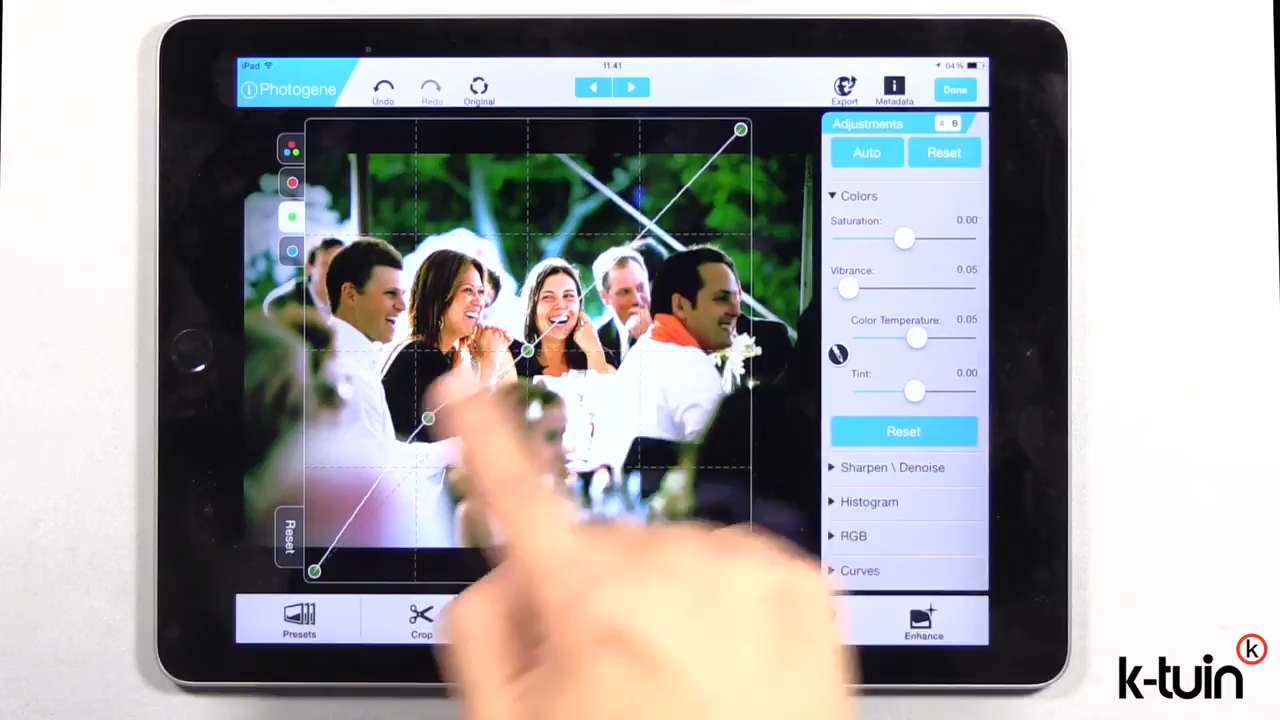 iPad
11:41
64%
Photogene
Undo
Redo
Original
Export
Metadata
Done
Adjustments
A B
Auto
Reset
Colors
Saturation: 0.00
Vibrance: 0.05
Color Temperature: 0.05
Tint: 0.00
Reset
Sharpen \ Denoise
Histogram
RGB
Curves
Reset
Presets
Crop
Enhance
k-tuin k